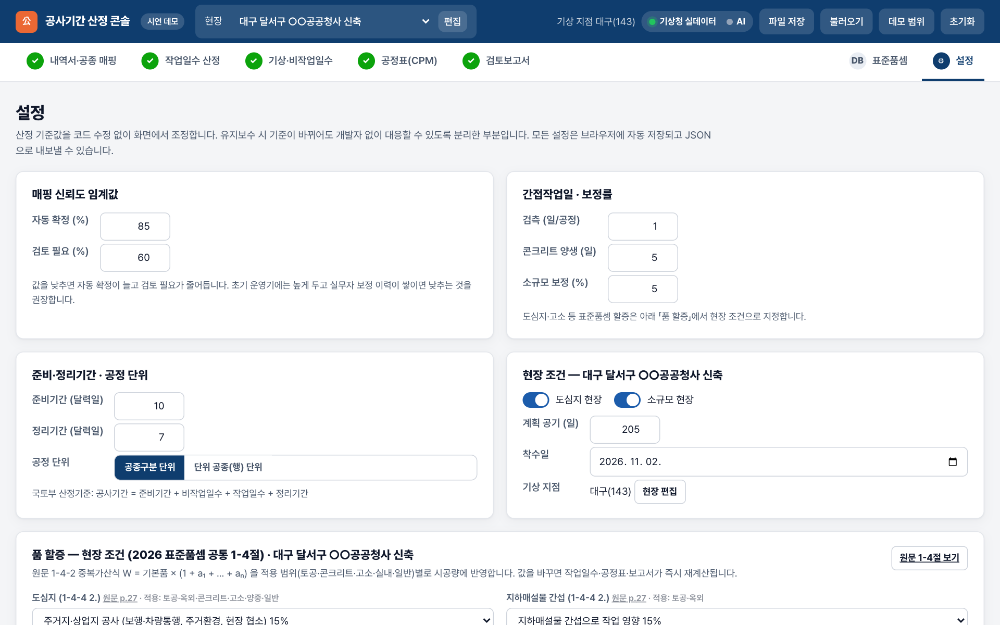 公 공사기간 산정 콘솔 시연 데모 현장 대구 달서구 〇〇공공청사 신축 편집 기상 지점 대구(143) 기상청 실데이터 AI 파일 저장 불러오기 데모 범위 초기화
내역서·공종 매핑 작업일수 산정 기상·비작업일수 공정표(CPM) 검토보고서 DB 표준품셈 설정
설정
산정 기준값을 코드 수정 없이 화면에서 조정합니다. 유지보수 시 기준이 바뀌어도 개발자 없이 대응할 수 있도록 분리한 부분입니다. 모든 설정은 브라우저에 자동 저장되고 JSON
으로 내보낼 수 있습니다.
매핑 신뢰도 임계값
자동 확정 (%) 85
검토 필요 (%) 60
값을 낮추면 자동 확정이 늘고 검토 필요가 줄어듭니다. 초기 운영기에는 높게 두고 실무자 보정 이력이 쌓이면 낮추는 것을
권장합니다.
간접작업일 · 보정률
검측 (일/공정) 1
콘크리트 양생 (일) 5
소규모 보정 (%) 5
도심지·고소 등 표준품셈 할증은 아래 「품 할증」에서 현장 조건으로 지정합니다.
준비·정리기간 · 공정 단위
준비기간 (달력일) 10
정리기간 (달력일) 7
공정 단위 공종구분 단위 단위 공종(행) 단위
국토부 산정기준: 공사기간 = 준비기간 + 비작업일수 + 작업일수 + 정리기간
현장 조건 — 대구 달서구 〇〇공공청사 신축
도심지 현장 소규모 현장
계획 공기 (일) 205
착수일 2026. 11. 02.
기상 지점 대구(143) 현장 편집
품 할증 — 현장 조건 (2026 표준품셈 공통 1-4절) · 대구 달서구 〇〇공공청사 신축 원문 1-4절 보기
원문 1-4-2 중복가산식 W = 기본품 × (1 + a₁ + … + aₙ) 을 적용 범위(토공·콘크리트·고소·실내·일반)별로 시공량에 반영합니다. 값을 바꾸면 작업일수·공정표·보고서가 즉시 재계산됩니다.
도심지 (1-4-4 2.) 원문 p.27 · 적용: 토공·옥외·콘크리트·고소·양중·일반
주거지·상업지 공사 (보행·차량통행, 주거환경, 현장 협소) 15%
지하매설물 간섭 (1-4-4 2.) 원문 p.27 · 적용: 토공·옥외
지하매설물 간섭으로 작업 영향 15%